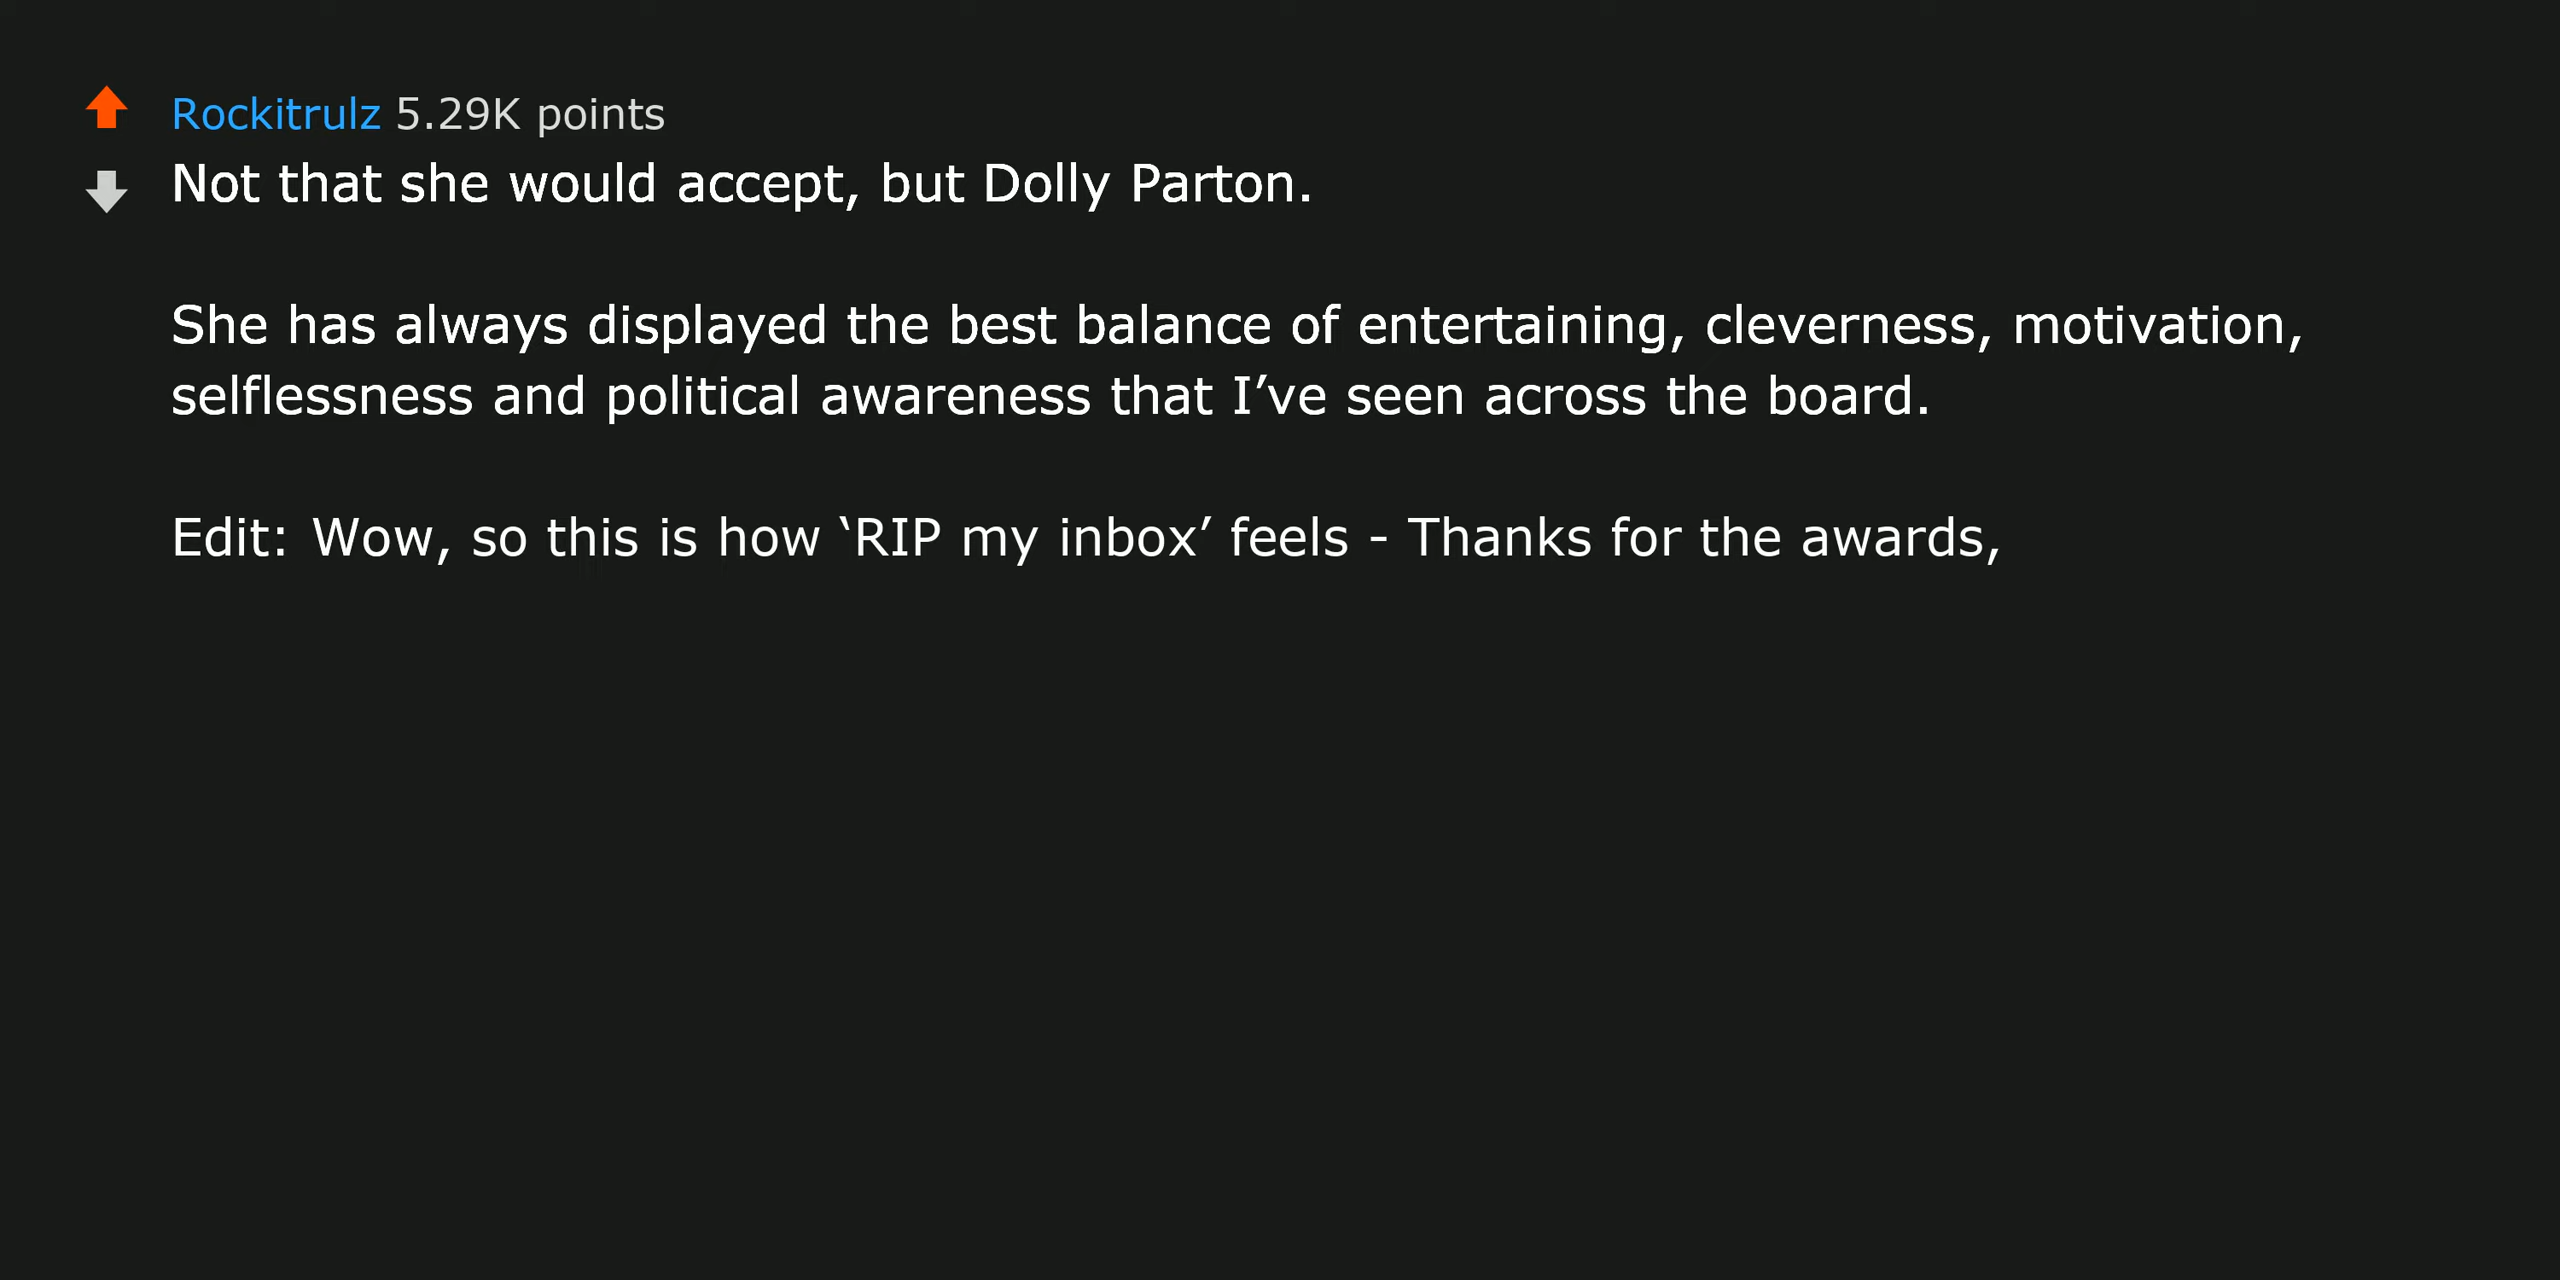 Rockitrulz 5.29K points
Not that she would accept, but Dolly Parton.
She has always displayed the best balance of entertaining, cleverness, motivation,
selflessness and political awareness that I’ve seen across the board.
Edit: Wow, so this is how ‘RIP my inbox’ feels - Thanks for the awards,